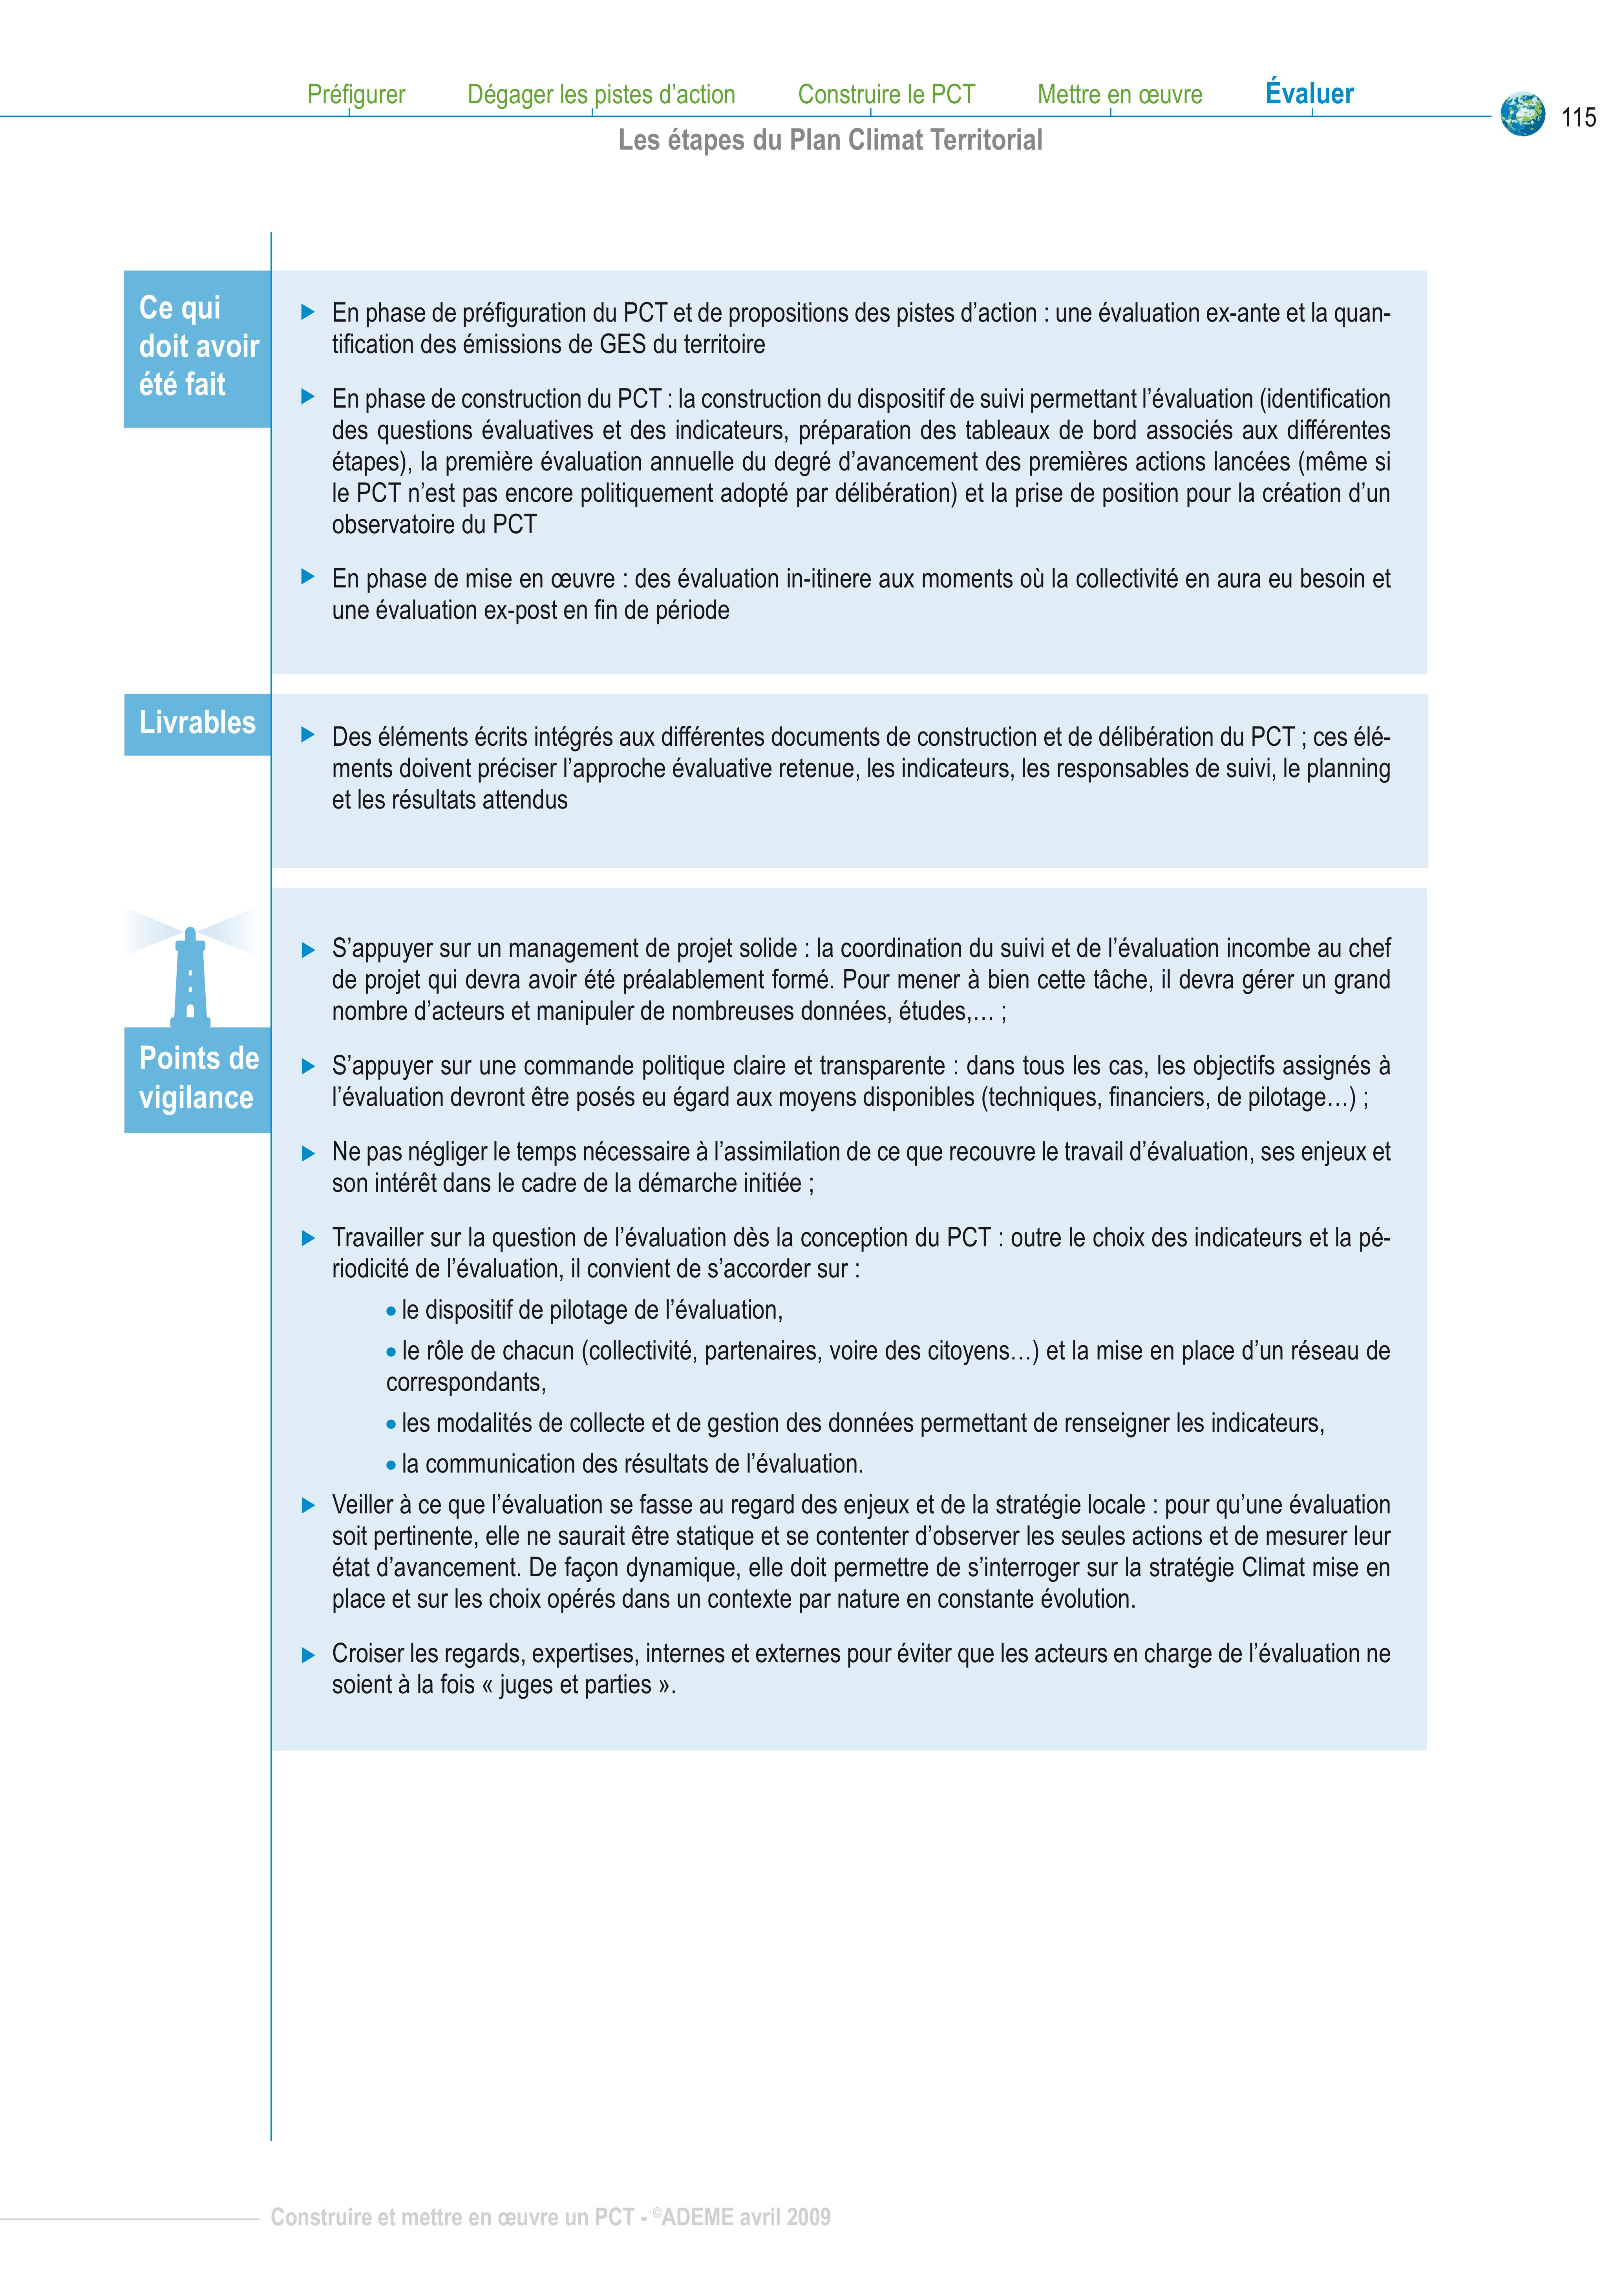 Préfigurer Dégager les pistes d’action Construire le PCT Mettre en œuvre Évaluer
115
Les étapes du Plan Climat Territorial
Ce qui
doit avoir
été fait
En phase de préfiguration du PCT et de propositions des pistes d’action : une évaluation ex-ante et la quan-
tification des émissions de GES du territoire
En phase de construction du PCT : la construction du dispositif de suivi permettant l’évaluation (identification
des questions évaluatives et des indicateurs, préparation des tableaux de bord associés aux différentes
étapes), la première évaluation annuelle du degré d’avancement des premières actions lancées (même si
le PCT n’est pas encore politiquement adopté par délibération) et la prise de position pour la création d’un
observatoire du PCT
En phase de mise en œuvre : des évaluation in-itinere aux moments où la collectivité en aura eu besoin et
une évaluation ex-post en fin de période
Livrables
Des éléments écrits intégrés aux différentes documents de construction et de délibération du PCT ; ces élé-
ments doivent préciser l’approche évaluative retenue, les indicateurs, les responsables de suivi, le planning
et les résultats attendus
Points de
vigilance
S’appuyer sur un management de projet solide : la coordination du suivi et de l’évaluation incombe au chef
de projet qui devra avoir été préalablement formé. Pour mener à bien cette tâche, il devra gérer un grand
nombre d’acteurs et manipuler de nombreuses données, études,… ;
S’appuyer sur une commande politique claire et transparente : dans tous les cas, les objectifs assignés à
l’évaluation devront être posés eu égard aux moyens disponibles (techniques, financiers, de pilotage…) ;
Ne pas négliger le temps nécessaire à l’assimilation de ce que recouvre le travail d’évaluation, ses enjeux et
son intérêt dans le cadre de la démarche initiée ;
Travailler sur la question de l’évaluation dès la conception du PCT : outre le choix des indicateurs et la pé-
riodicité de l’évaluation, il convient de s’accorder sur :
• le dispositif de pilotage de l’évaluation,
• le rôle de chacun (collectivité, partenaires, voire des citoyens…) et la mise en place d’un réseau de
correspondants,
• les modalités de collecte et de gestion des données permettant de renseigner les indicateurs,
• la communication des résultats de l’évaluation.
Veiller à ce que l’évaluation se fasse au regard des enjeux et de la stratégie locale : pour qu’une évaluation
soit pertinente, elle ne saurait être statique et se contenter d’observer les seules actions et de mesurer leur
état d’avancement. De façon dynamique, elle doit permettre de s’interroger sur la stratégie Climat mise en
place et sur les choix opérés dans un contexte par nature en constante évolution.
Croiser les regards, expertises, internes et externes pour éviter que les acteurs en charge de l’évaluation ne
soient à la fois « juges et parties ».
Construire et mettre en œuvre un PCT - ©ADEME avril 2009